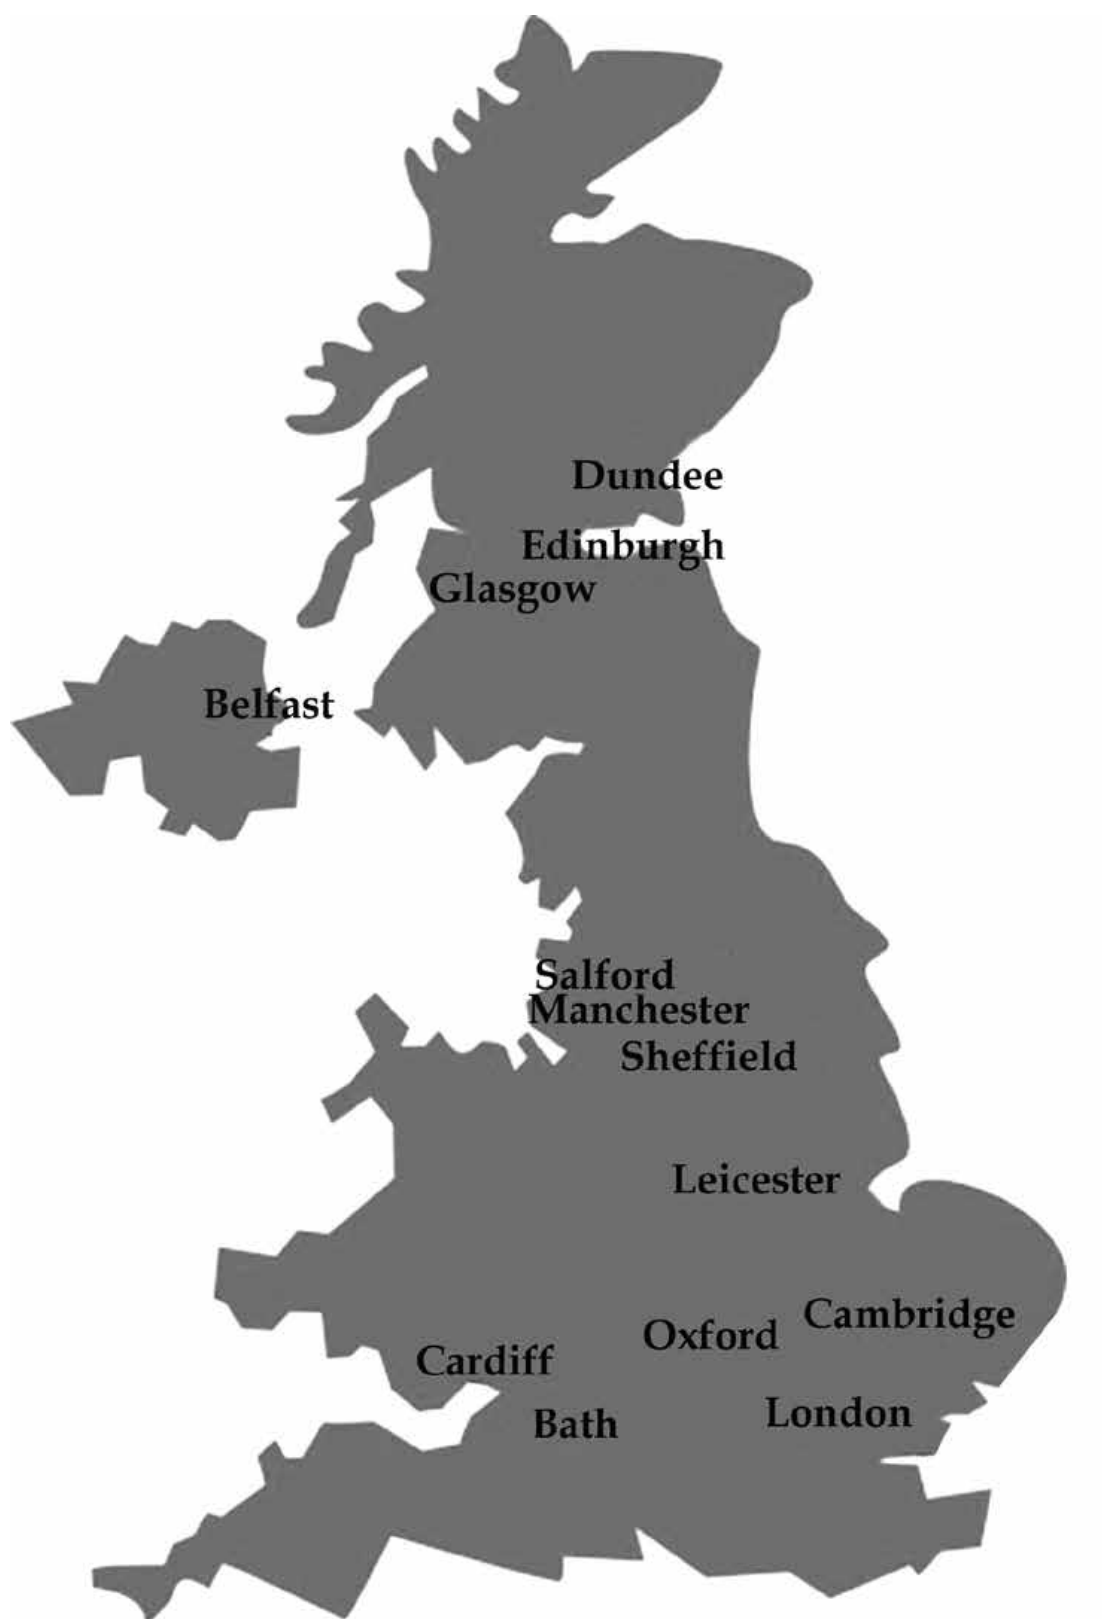 Dundee
Edinburgh
Glasgow
Belfast
Salford
Manchester
Sheffield
Leicester
Cambridge
Oxford
Cardiff
London
Bath